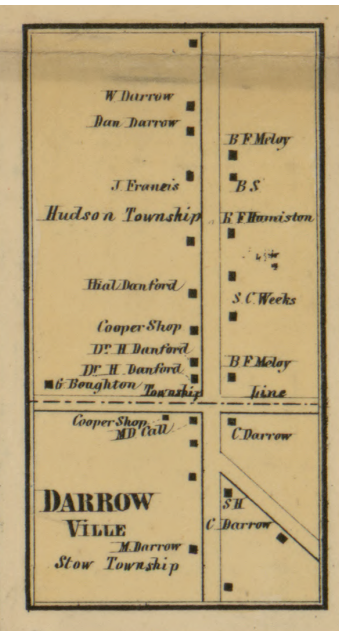 W Darrow
Dan Darrow
B F Meloy
J. Francis
B S
Hudson Township
R F Hamiston
Hial Danford
S. C. Weeks
Cooper Shop
Dr. H Danford
Dr. H Danford
B F Meloy
G Boughton
Township Line
Cooper Shop
MD Call
C Darrow
DARROW
VILLE
S H
C Darrow
M. Darrow
Stow Township